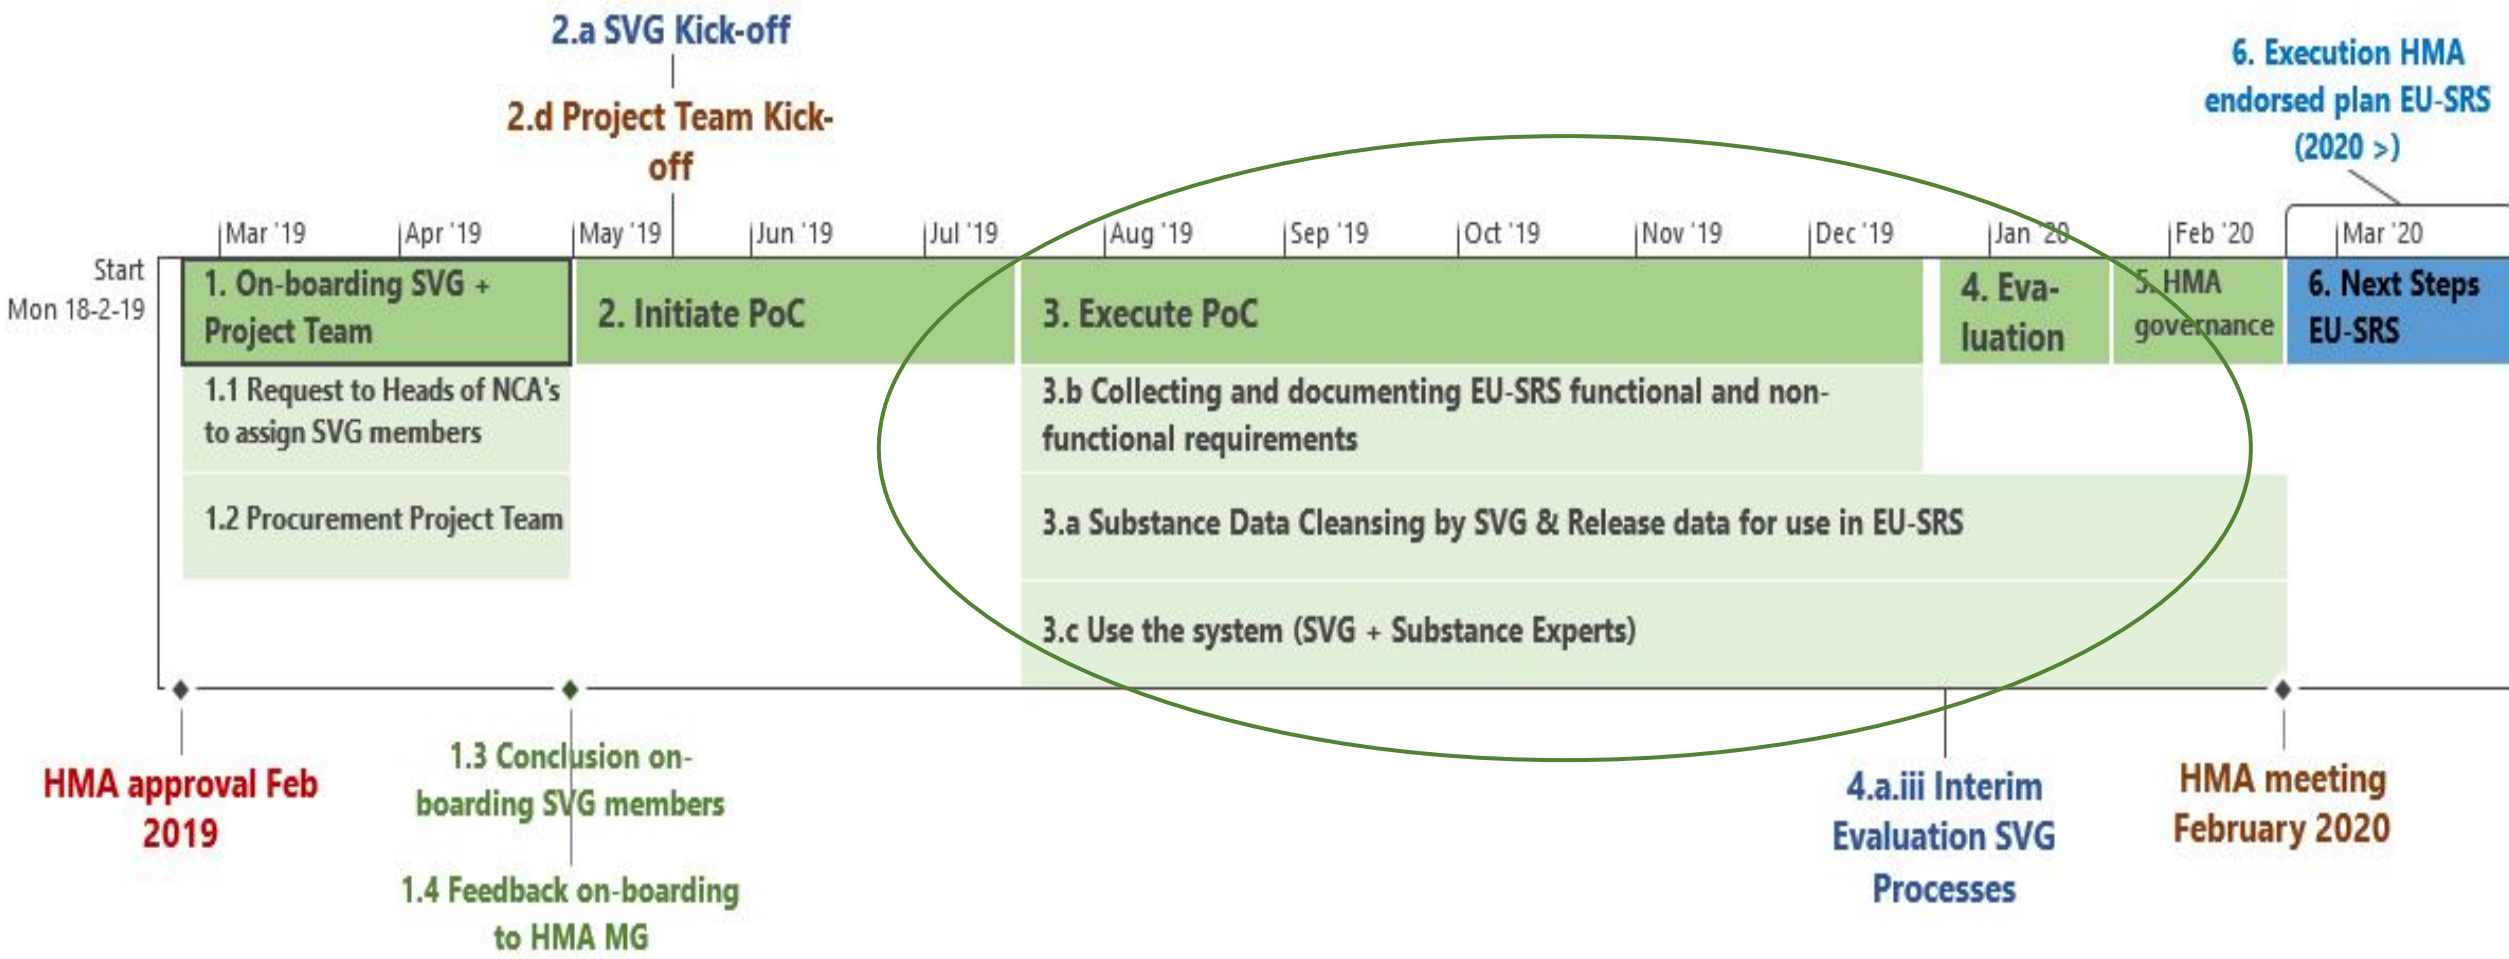 2.a SVG Kick-off
2.d Project Team Kick-
off
6. Execution HMA
endorsed plan EU-SRS
(2020 >)
Mar '19
Apr '19
May '19
Jun '19
Jul '19
Aug '19
Sep '19
Oct '19
Nov '19
Dec '19
Jan '20
Feb '20
Mar '20
Start
Mon 18-2-19
1. On-boarding SVG +
Project Team
2. Initiate PoC
3. Execute PoC
4. Eva-
luation
5. HMA
governance
6. Next Steps
EU-SRS
1.1 Request to Heads of NCA's
to assign SVG members
3.b Collecting and documenting EU-SRS functional and non-
functional requirements
1.2 Procurement Project Team
3.a Substance Data Cleansing by SVG & Release data for use in EU-SRS
3.c Use the system (SVG + Substance Experts)
HMA approval Feb
2019
1.3 Conclusion on-
boarding SVG members
1.4 Feedback on-boarding
to HMA MG
4.a.iii Interim
Evaluation SVG
Processes
HMA meeting
February 2020